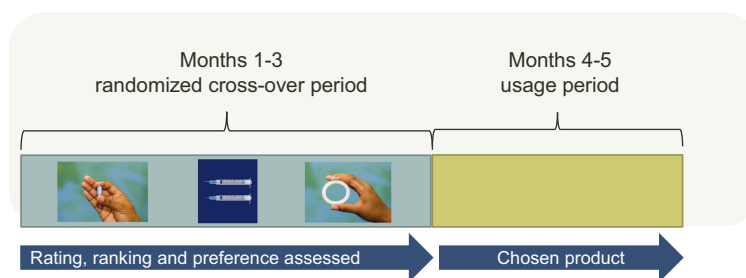 Months 1-3
randomized cross-over period
Months 4-5
usage period
Rating, ranking and preference assessed
Chosen product